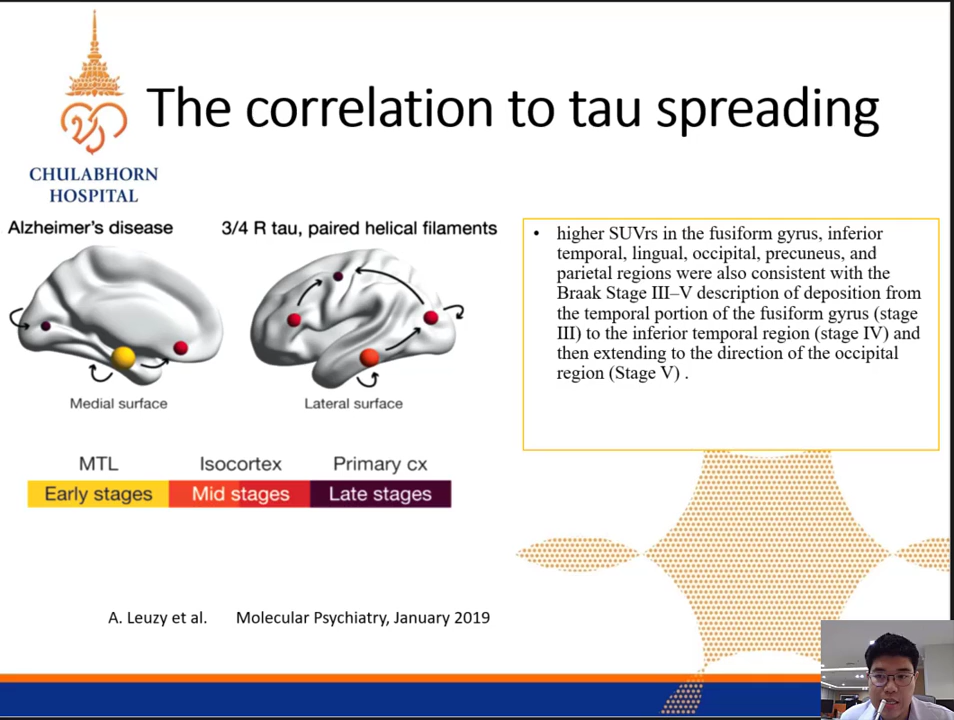 The correlation to tau spreading
CHULABHORN
HOSPITAL
Alzheimer's disease
3/4 R tau, paired helical filaments
Medial surface
Lateral surface
MTL
Isocortex
Primary cx
Early stages
Mid stages
Late stages
• higher SUVrs in the fusiform gyrus, inferior
temporal, lingual, occipital, precuneus, and
parietal regions were also consistent with the
Braak Stage III–V description of deposition from
the temporal portion of the fusiform gyrus (stage
III) to the inferior temporal region (stage IV) and
then extending to the direction of the occipital
region (Stage V) .
A. Leuzy et al. Molecular Psychiatry, January 2019